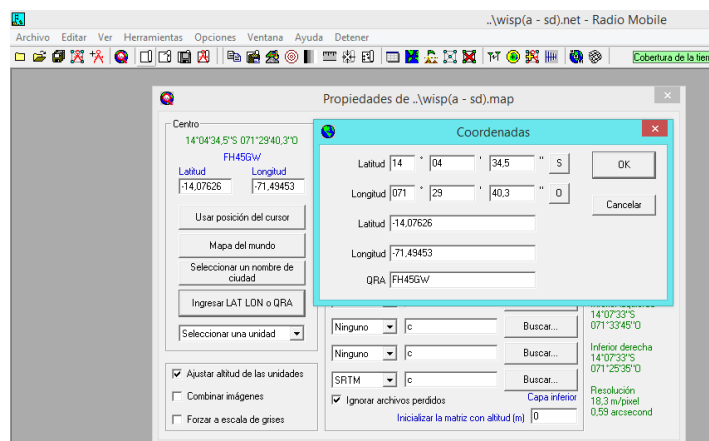 ..\wisp(a - sd).net - Radio Mobile
Archivo Editar Ver Herramientas Opciones Ventana Ayuda Detener
Cobertura de la tier
Propiedades de ..\wisp(a - sd).map
Centro
14°04'34,5"S 071°29'40,3"O
FH45GW
Latitud Longitud
-14,07626 -71,49453
Usar posición del cursor
Mapa del mundo
Seleccionar un nombre de
ciudad
Ingresar LAT LON o QRA
Seleccionar una unidad
Ajustar altitud de las unidades
Combinar imágenes
Forzar a escala de grises
Coordenadas
Latitud 14 ° 04 ' 34,5 " S
Longitud 071 ° 29 ' 40,3 " O
Latitud -14,07626
Longitud -71,49453
QRA FH45GW
OK
Cancelar
Ninguno c Buscar...
Ninguno c Buscar...
SRTM c Buscar...
Ignorar archivos perdidos Capa inferior
Inicializar la matriz con altitud (m) 0
14°07'33"S
071°33'45"O
Inferior derecha
14°07'33"S
071°25'35"O
Resolución
18,3 m/pixel
0,59 arcsecond